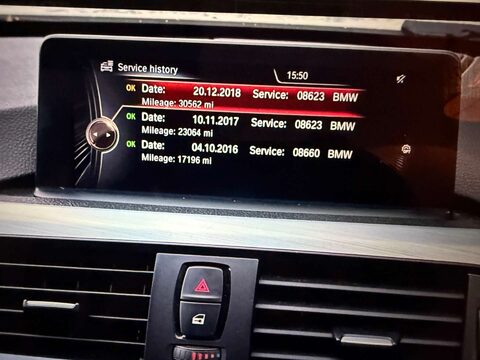 Service history 15:50
OK Date: 20.12.2018 Service: 08623 BMW
Mileage: 30562 mi
OK Date: 10.11.2017 Service: 08623 BMW
Mileage: 23064 mi
OK Date: 04.10.2016 Service: 08660 BMW
Mileage: 17196 mi